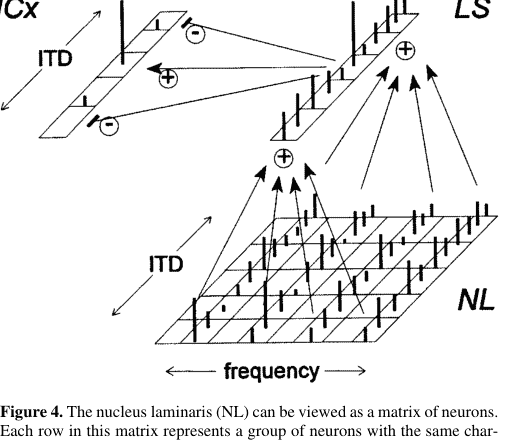 ICx
LS
ITD
-
+
+
-
+
ITD
NL
frequency
Figure 4. The nucleus laminaris (NL) can be viewed as a matrix of neurons.
Each row in this matrix represents a group of neurons with the same char-